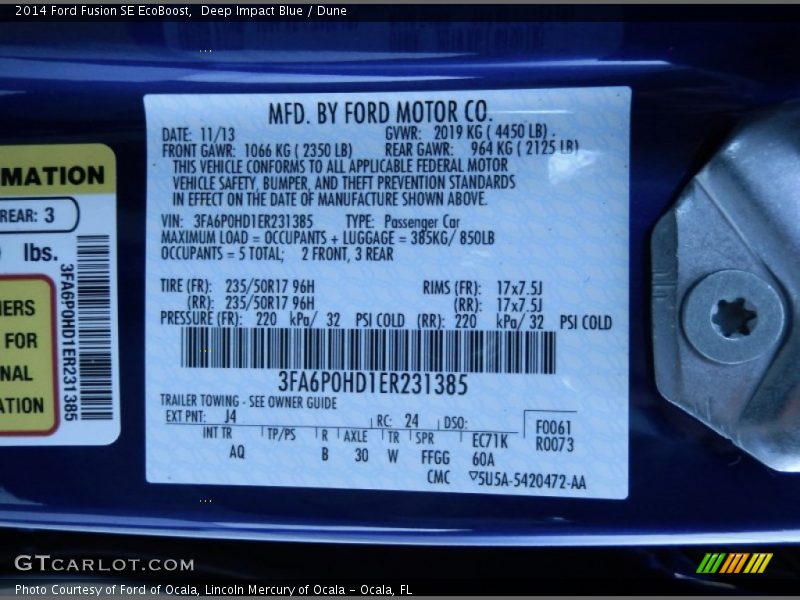 2014 Ford Fusion SE EcoBoost, Deep Impact Blue / Dune
MATION
REAR: 3
lbs.
3FA6P0HD1ER231385
ERS
FOR
NAL
ATION
MFD. BY FORD MOTOR CO.
DATE: 11/13 GVWR: 2019 KG ( 4450 LB) .
FRONT GAWR: 1066 KG ( 2350 LB) REAR GAWR: 964 KG ( 2125 LB)
THIS VEHICLE CONFORMS TO ALL APPLICABLE FEDERAL MOTOR
VEHICLE SAFETY, BUMPER, AND THEFT PREVENTION STANDARDS
IN EFFECT ON THE DATE OF MANUFACTURE SHOWN ABOVE.
VIN: 3FA6P0HD1ER231385 TYPE: Passenger Car
MAXIMUM LOAD = OCCUPANTS + LUGGAGE = 385KG/ 850LB
OCCUPANTS = 5 TOTAL; 2 FRONT, 3 REAR
TIRE (FR): 235/50R17 96H RIMS (FR): 17x7.5J
(RR): 235/50R17 96H (RR): 17x7.5J
PRESSURE (FR): 220 kPa/ 32 PSI COLD (RR): 220 kPa/ 32 PSI COLD
3FA6P0HD1ER231385
TRAILER TOWING - SEE OWNER GUIDE
EXT PNT: J4 RC: 24 DSO: F0061
INT TR TP/PS R AXLE TR SPR EC71K R0073
AQ B 30 W FFGG 60A
CMC 5U5A-5420472-AA
GTCARLOT.COM
Photo Courtesy of Ford of Ocala, Lincoln Mercury of Ocala - Ocala, FL